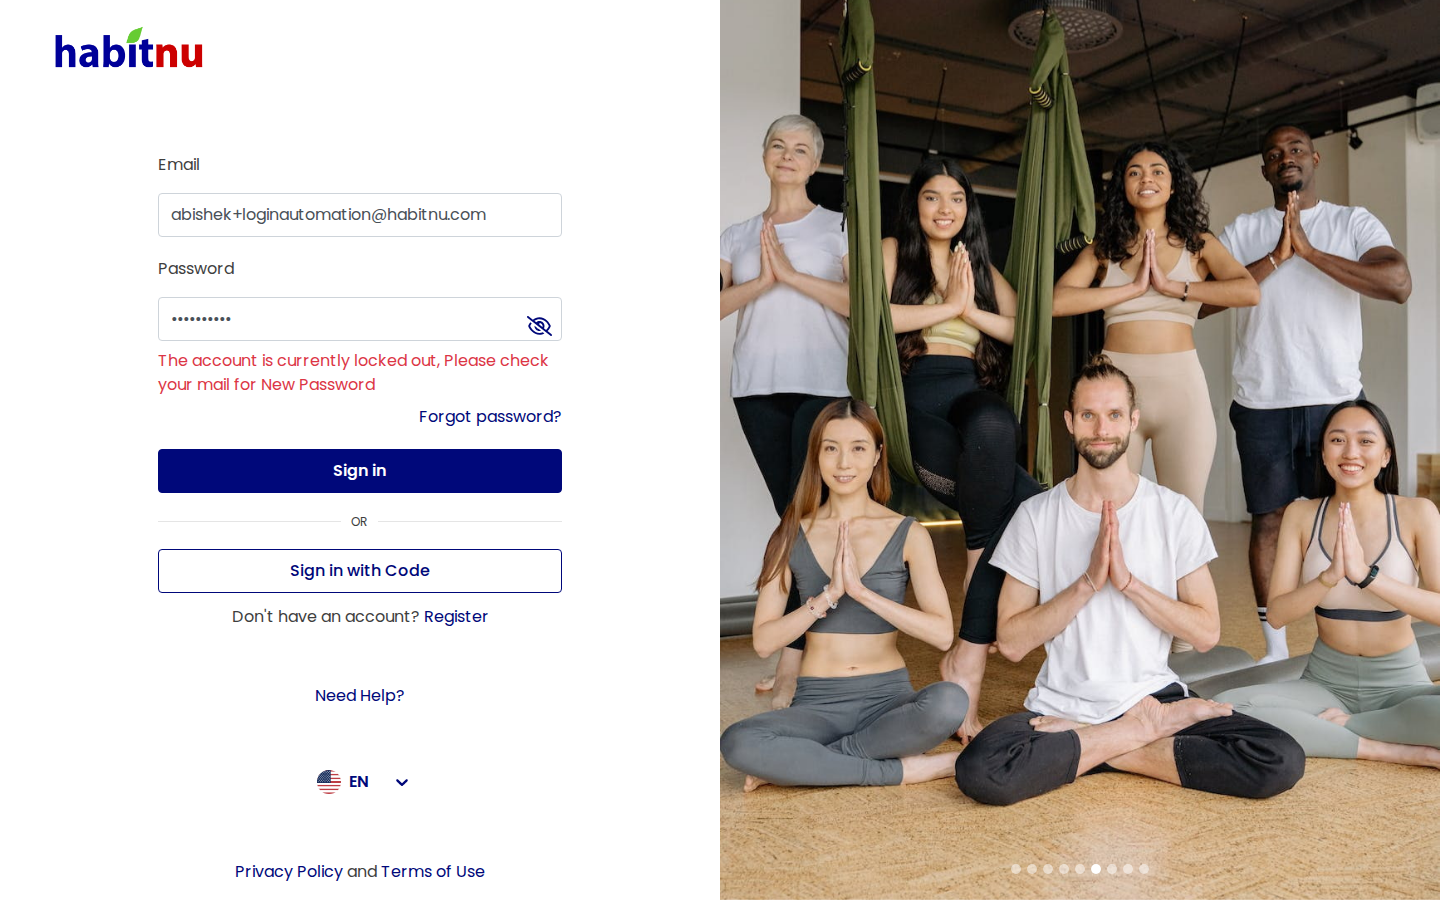 habitnu
Email
abishek+loginautomation@habitnu.com
Password
The account is currently locked out, Please check
your mail for New Password
Forgot password?
Sign in
OR
Sign in with Code
Don't have an account? Register
Need Help?
EN
Privacy Policy and Terms of Use